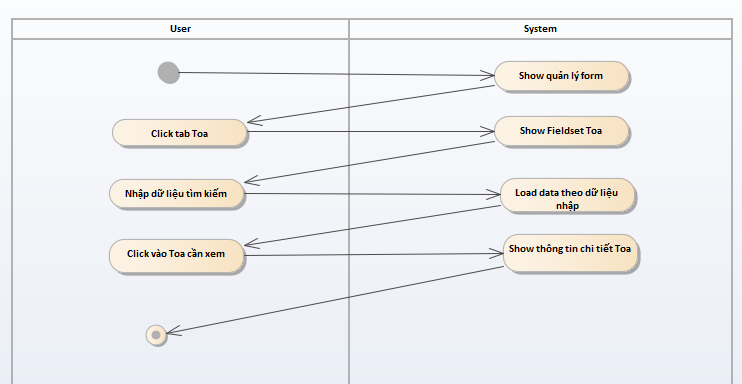 User
System
Show quản lý form
Click tab Toa
Show Fieldset Toa
Nhập dữ liệu tìm kiếm
Load data theo dữ liệu
nhập
Click vào Toa cần xem
Show thông tin chi tiết Toa